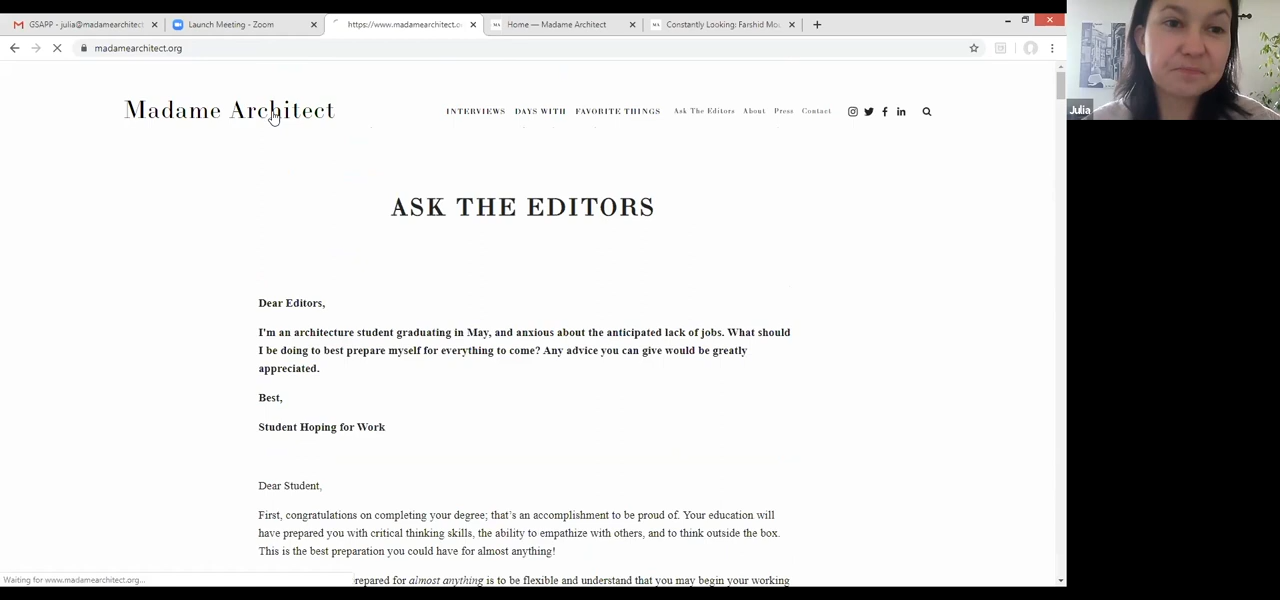 GSAPP - julia@madamearchitect
Launch Meeting - Zoom
https://www.madamearchitect.o
Home — Madame Architect
Constantly Looking: Farshid Mou
madamearchitect.org
Madame Architect
INTERVIEWS DAYS WITH FAVORITE THINGS Ask The Editors About Press Contact
Julia
ASK THE EDITORS
Dear Editors,
I'm an architecture student graduating in May, and anxious about the anticipated lack of jobs. What should
I be doing to best prepare myself for everything to come? Any advice you can give would be greatly
appreciated.
Best,
Student Hoping for Work
Dear Student,
First, congratulations on completing your degree; that's an accomplishment to be proud of. Your education will
have prepared you with critical thinking skills, the ability to empathize with others, and to think outside the box.
This is the best preparation you could have for almost anything!
repared for almost anything is to be flexible and understand that you may begin your working
Waiting for www.madamearchitect.org...